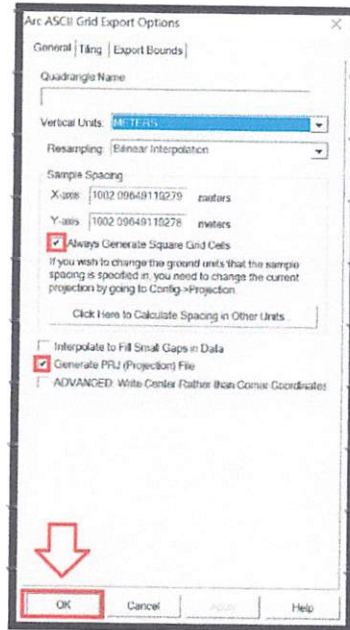 Arc ASCII Grid Export Options
General Tiling Export Bounds
Quadrangle Name
Vertical Units: METERS
Resampling: Bilinear Interpolation
Sample Spacing
X-axis: 1002.09649119279 meters
Y-axis: 1002.09649119278 meters
Always Generate Square Grid Cells
If you wish to change the ground units that the sample
spacing is specified in, you need to change the current
projection by going to Config->Projection.
Click Here to Calculate Spacing in Other Units...
Interpolate to Fill Small Gaps in Data
Generate PRJ (Projection) File
ADVANCED: Write Center Rather than Corner Coordinates
OK Cancel Apply Help